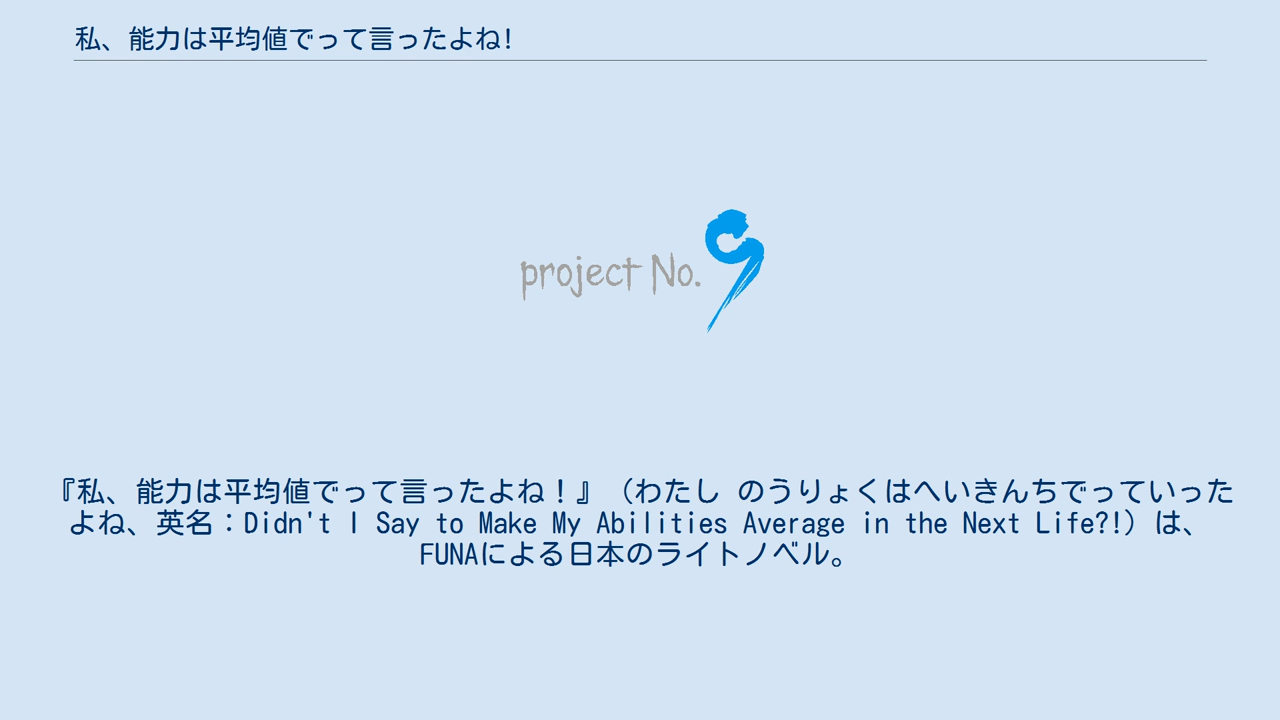 私、能力は平均値でって言ったよね!
project No.9
『私、能力は平均値でって言ったよね！』（わたし のうりょくはへいきんちでっていった
よね、英名：Didn't I Say to Make My Abilities Average in the Next Life?!）は、
FUNAによる日本のライトノベル。